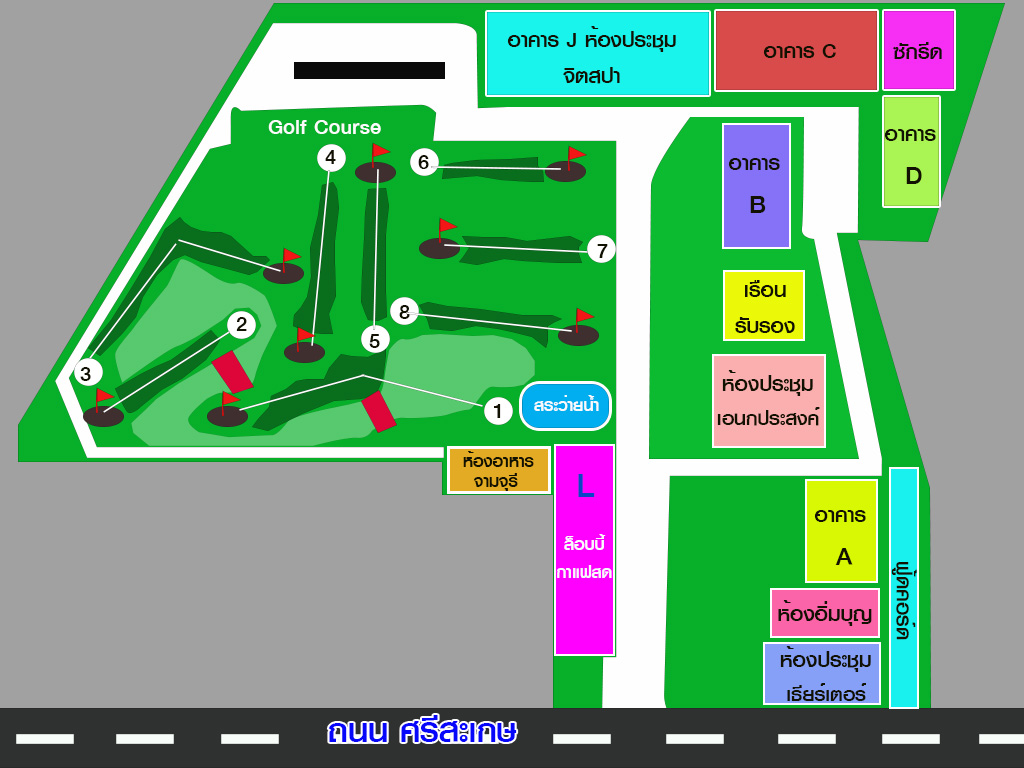 อาคาร J ห้องประชุม
จิตสปา
อาคาร C
ซักรีด
อาคาร
D
Golf Course
4
6
อาคาร
B
7
เรือน
รับรอง
8
2
5
3
ห้องประชุม
เอนกประสงค์
1
สระว่ายน้ำ
ห้องอาหาร
จามจุรี
L
ล็อบบี้
กาแฟสด
อาคาร
A
ฟู้ดคอร์ด
ห้องอิ่มบุญ
ห้องประชุม
เธียร์เตอร์
ถนน ศรีสะเกษ